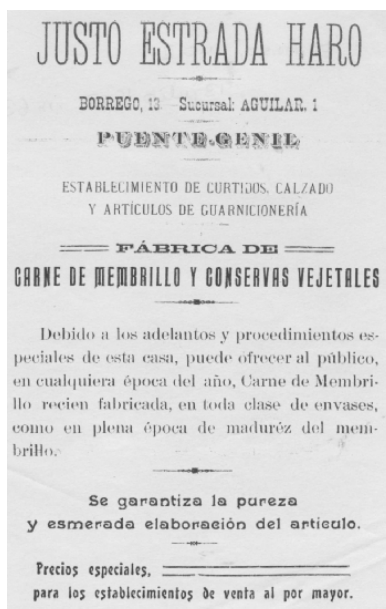 JUSTO ESTRADA HARO
BORREGO, 13 – Sucursal: AGUILAR, 1
PUENTE-GENIL
ESTABLECIMIENTO DE CURTIDOS, CALZADO
Y ARTÍCULOS DE GUARNICIONERÍA
FÁBRICA DE
CARNE DE MEMBRILLO Y CONSERVAS VEJETALES
Debido a los adelantos y procedimientos es-
peciales de esta casa, puede ofrecer al público,
en cualquiera época del año, Carne de Membri-
llo recien fabricada, en toda clase de envases,
como en plena época de maduréz del mem-
brillo.
Se garantiza la pureza
y esmerada elaboración del artículo.
Precios especiales,
para los establecimientos de venta al por mayor.